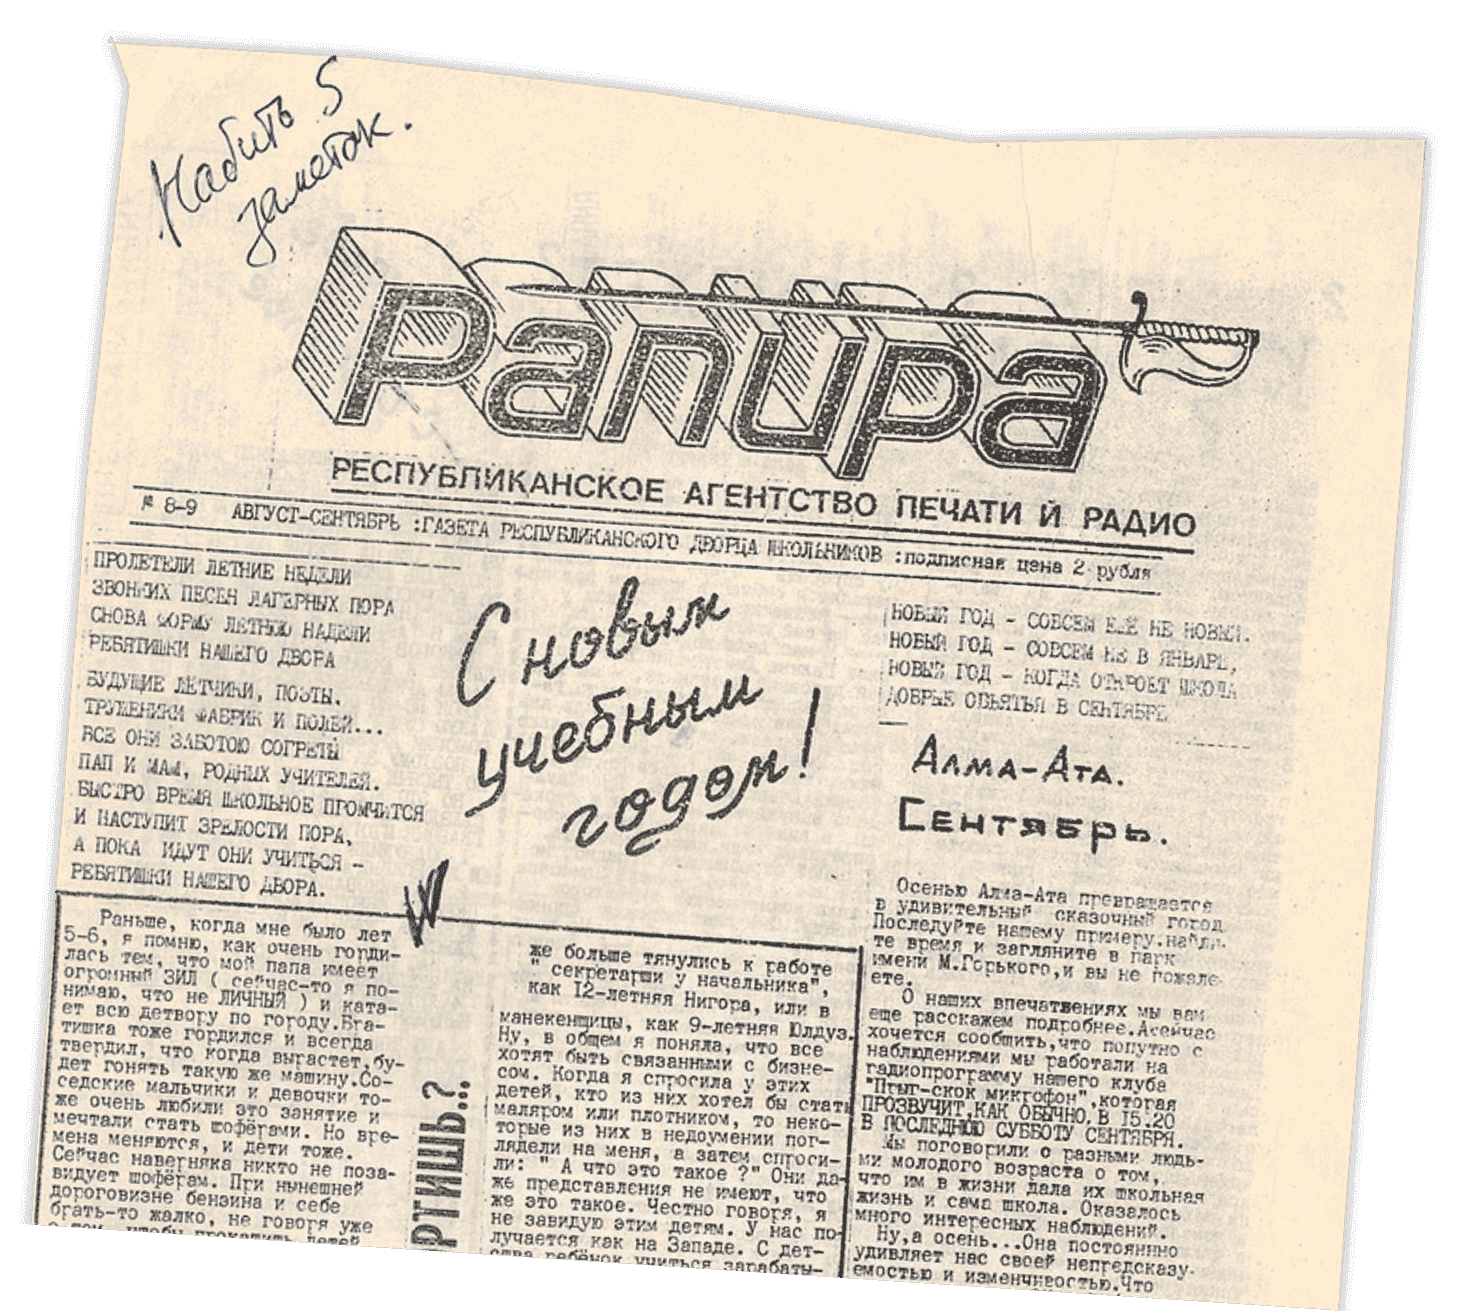 Набить 5
заметок.
Рапира
РЕСПУБЛИКАНСКОЕ АГЕНТСТВО ПЕЧАТИ И РАДИО
№ 8-9 АВГУСТ-СЕНТЯБРЬ :ГАЗЕТА РЕСПУБЛИКАНСКОГО ДВОРЦА ШКОЛЬНИКОВ :подписная цена 2 рубля
ПРОЛЕТЕЛИ ЛЕТНИЕ НЕДЕЛИ
ЗВОНКИХ ПЕСЕН ЛАГЕРНЫХ ПОРА
СНОВА ФОРМУ ЛЕТНЮЮ НАДЕЛИ
РЕБЯТИШКИ НАШЕГО ДВОРА
БУДУЩИЕ ЛЕТЧИКИ, ПОЭТЫ.
ТРУЖЕНИКИ ФАБРИК И ПОЛЕЙ...
ВСЕ ОНИ ЗАБОТОЮ СОГРЕТЫ
ПАП И МАМ, РОДНЫХ УЧИТЕЛЕЙ.
БЫСТРО ВРЕМЯ ШКОЛЬНОЕ ПРОМЧИТСЯ
И НАСТУПИТ ЗРЕЛОСТИ ПОРА,
А ПОКА ИДУТ ОНИ УЧИТЬСЯ -
РЕБЯТИШКИ НАШЕГО ДВОРА.
С новым
учебным
годом!
НОВЫЙ ГОД - СОВСЕМ ЕЩЕ НЕ НОВЫЙ.
НОВЫЙ ГОД - СОВСЕМ НЕ В ЯНВАРЕ,
НОВЫЙ ГОД - КОГДА ОТКРОЕТ ШКОЛА
ДОБРЫЕ ОБЪЯТЬЯ В СЕНТЯБРЕ
АЛМА-АТА.
СЕНТЯБРЬ.
Раньше, когда мне было лет
5-6, я помню, как очень горди-
лась тем, что мой папа имеет
огромный ЗИЛ ( сейчас-то я по-
нимаю, что не ЛИЧНЫЙ ) и ката-
ет всю детвору по городу.Бра-
тишка тоже гордился и всегда
твердил, что когда вырастет,бу-
дет гонять такую же машину.Со-
седские мальчики и девочки то-
же очень любили это занятие и
мечтали стать шофёрами. Но вре-
мена меняются, и дети тоже.
Сейчас наверняка никто не поза-
видует шофёрам. При нынешней
дороговизне бензина и себе
брать-то жалко, не говоря уже
о том, чтобы прокатить детей
РТИШЬ.?
же больше тянулись к работе
" секретарши у начальника",
как 12-летняя Нигора, или в
манекенщицы, как 9-летняя Юлдуз.
Ну, в общем я поняла, что все
хотят быть связанными с бизне-
сом. Когда я спросила у этих
детей, кто из них хотел бы стать
маляром или плотником, то неко-
торые из них в недоумении пог-
лядели на меня, а затем спроси-
ли: " А что это такое ?" Они да-
же представления не имеют, что
же это такое. Честно говоря, я
не завидую этим детям. У нас по-
лучается как на Западе. С дет-
ства ребёнок учиться зарабаты-
Осенью Алма-Ата превращается
в удивительный сказочный город
Последуйте нашему примеру.найди-
те время и загляните в парк
имени М.Горького,и вы не пожале-
ете.
О наших впечатвениях мы вам
еще расскажем подробнее.Асейчас
хочется сообщить,что попутно с
наблюдениями мы работали на
радиопрограмму нашего клуба
"Прыг-скок микрофон",которая
ПРОЗВУЧИТ,КАК ОБЫЧНО,В 15.20
В ПОСЛЕДНЮЮ СУББОТУ СЕНТЯБРЯ.
Мы поговорили с разными людь-
ми молодого возраста о том,
что им в жизни дала их школьная
жизнь и сама школа. Оказалось
много интересных наблюдений.
Ну,а осень...Она постоянно
удивляет нас своей непредсказу-
емостью и изменчивостью.Что